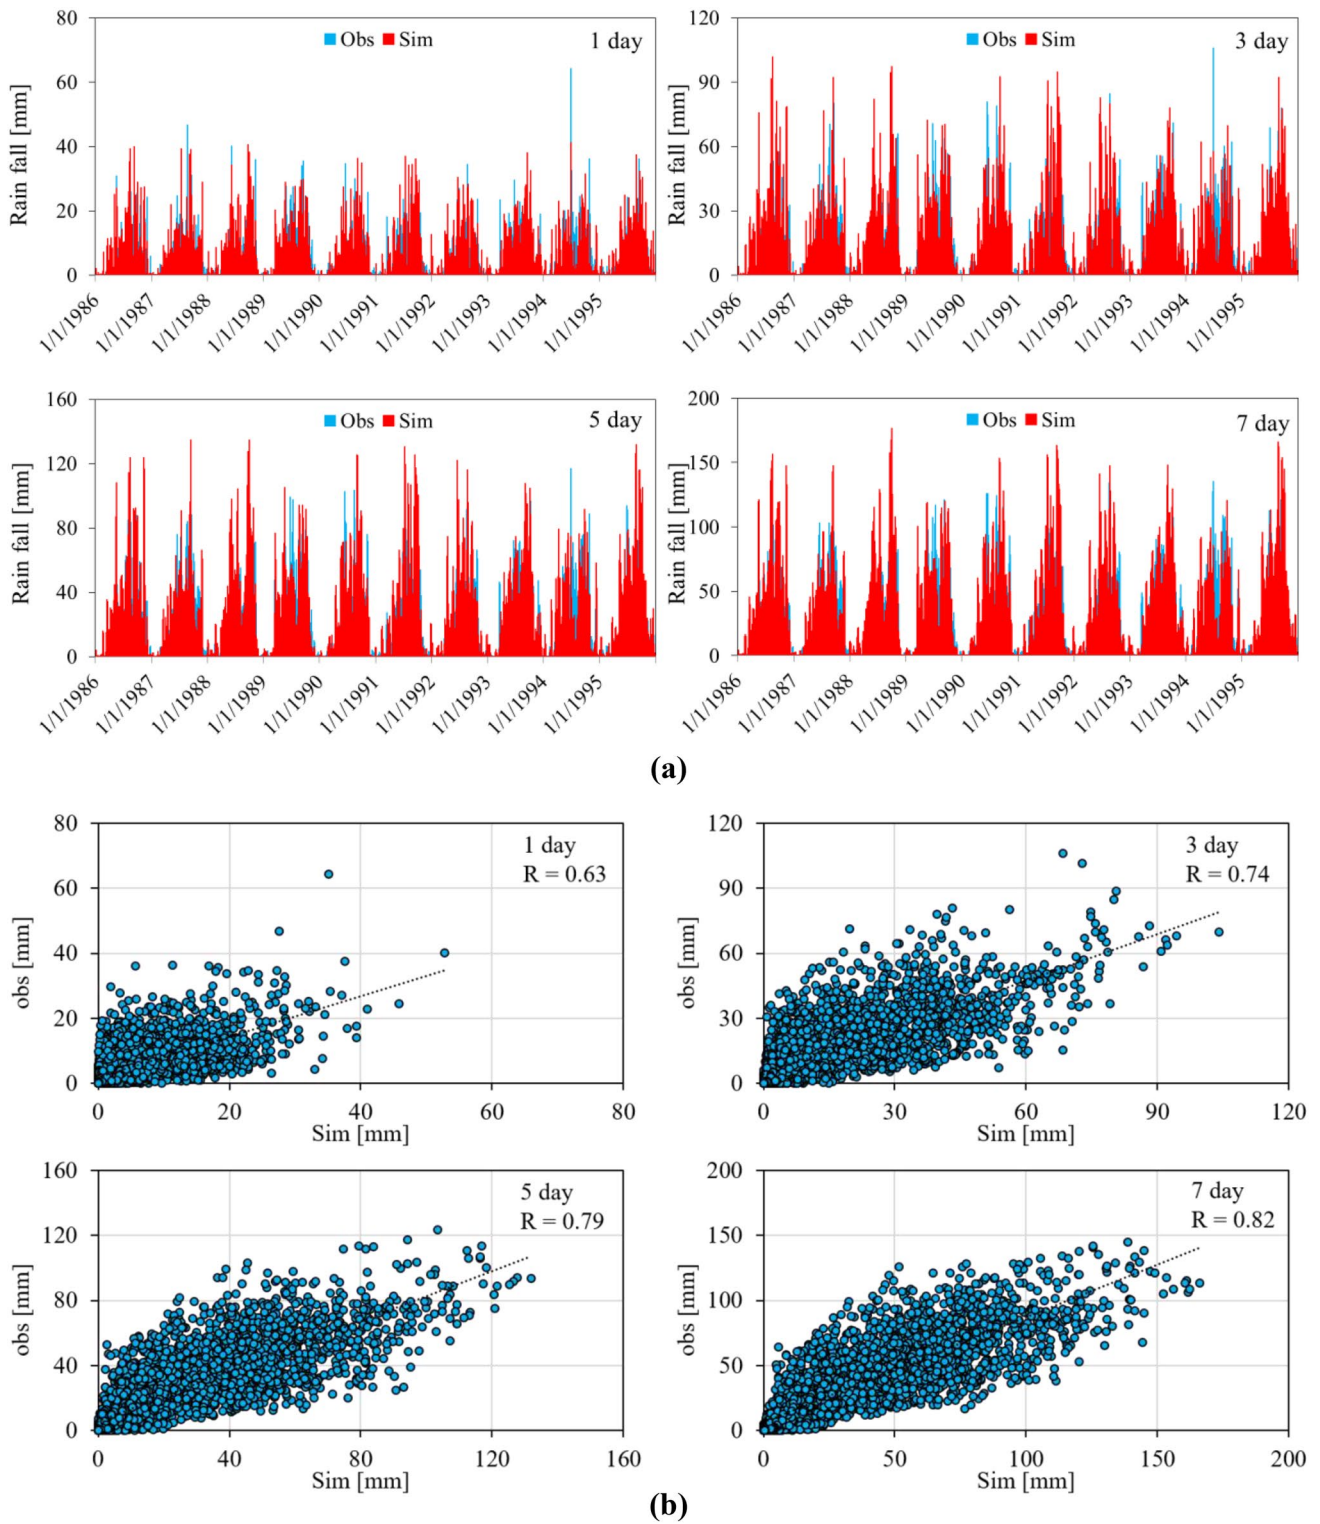 80
60
40
20
0
Rain fall [mm]
Obs Sim
1 day
1/1/1986
1/1/1987
1/1/1988
1/1/1989
1/1/1990
1/1/1991
1/1/1992
1/1/1993
1/1/1994
1/1/1995
120
90
60
30
0
Rain fall [mm]
Obs Sim
3 day
1/1/1986
1/1/1987
1/1/1988
1/1/1989
1/1/1990
1/1/1991
1/1/1992
1/1/1993
1/1/1994
1/1/1995
160
120
80
40
0
Rain fall [mm]
Obs Sim
5 day
1/1/1986
1/1/1987
1/1/1988
1/1/1989
1/1/1990
1/1/1991
1/1/1992
1/1/1993
1/1/1994
1/1/1995
200
150
100
50
0
Rain fall [mm]
Obs Sim
7 day
1/1/1986
1/1/1987
1/1/1988
1/1/1989
1/1/1990
1/1/1991
1/1/1992
1/1/1993
1/1/1994
1/1/1995
(a)
80
60
40
20
0
obs [mm]
1 day
R = 0.63
0 20 40 60 80
Sim [mm]
120
90
60
30
0
obs [mm]
3 day
R = 0.74
0 30 60 90 120
Sim [mm]
160
120
80
40
0
obs [mm]
5 day
R = 0.79
0 40 80 120 160
Sim [mm]
200
150
100
50
0
obs [mm]
7 day
R = 0.82
0 50 100 150 200
Sim [mm]
(b)